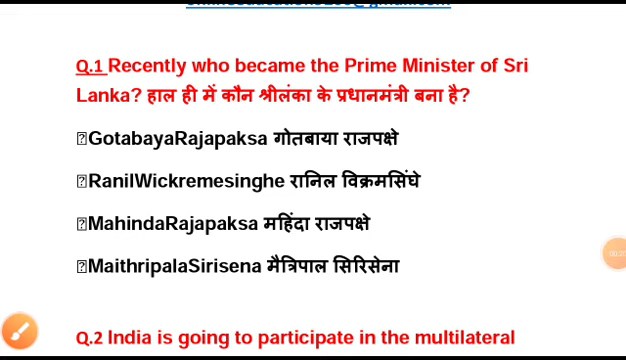 Q.1 Recently who became the Prime Minister of Sri
Lanka? हाल ही में कौन श्रीलंका के प्रधानमंत्री बना है?
GotabayaRajapaksa गोतबाया राजपक्षे
RanilWickremesinghe रानिल विक्रमसिंघे
MahindaRajapaksa महिंदा राजपक्षे
MaithripalaSirisena मैत्रिपाल सिरिसेना
Q.2 India is going to participate in the multilateral